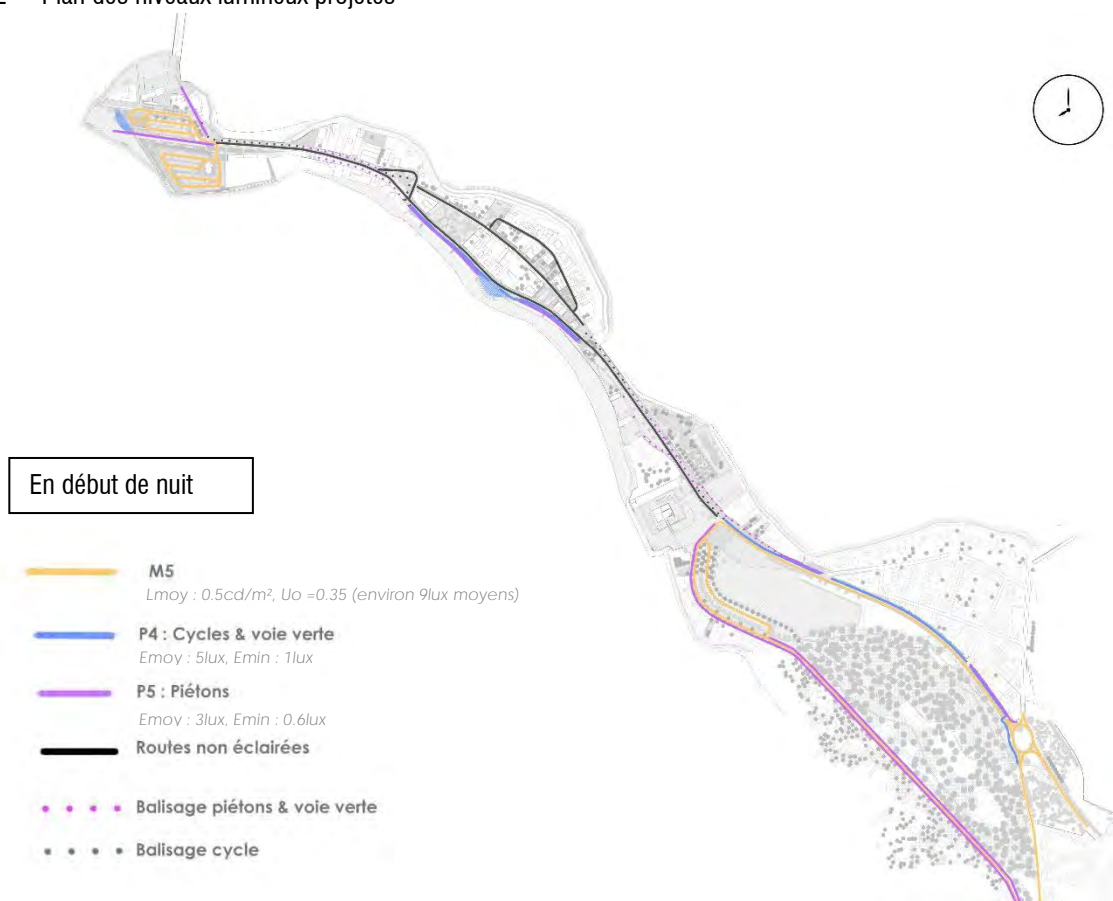 Plan des niveaux lumineux projetés
En début de nuit
M5
Lmoy : 0.5cd/m², Uo =0.35 (environ 9lux moyens)
P4 : Cycles & voie verte
Emoy : 5lux, Emin : 1lux
P5 : Piétons
Emoy : 3lux, Emin : 0.6lux
Routes non éclairées
Balisage piétons & voie verte
Balisage cycle